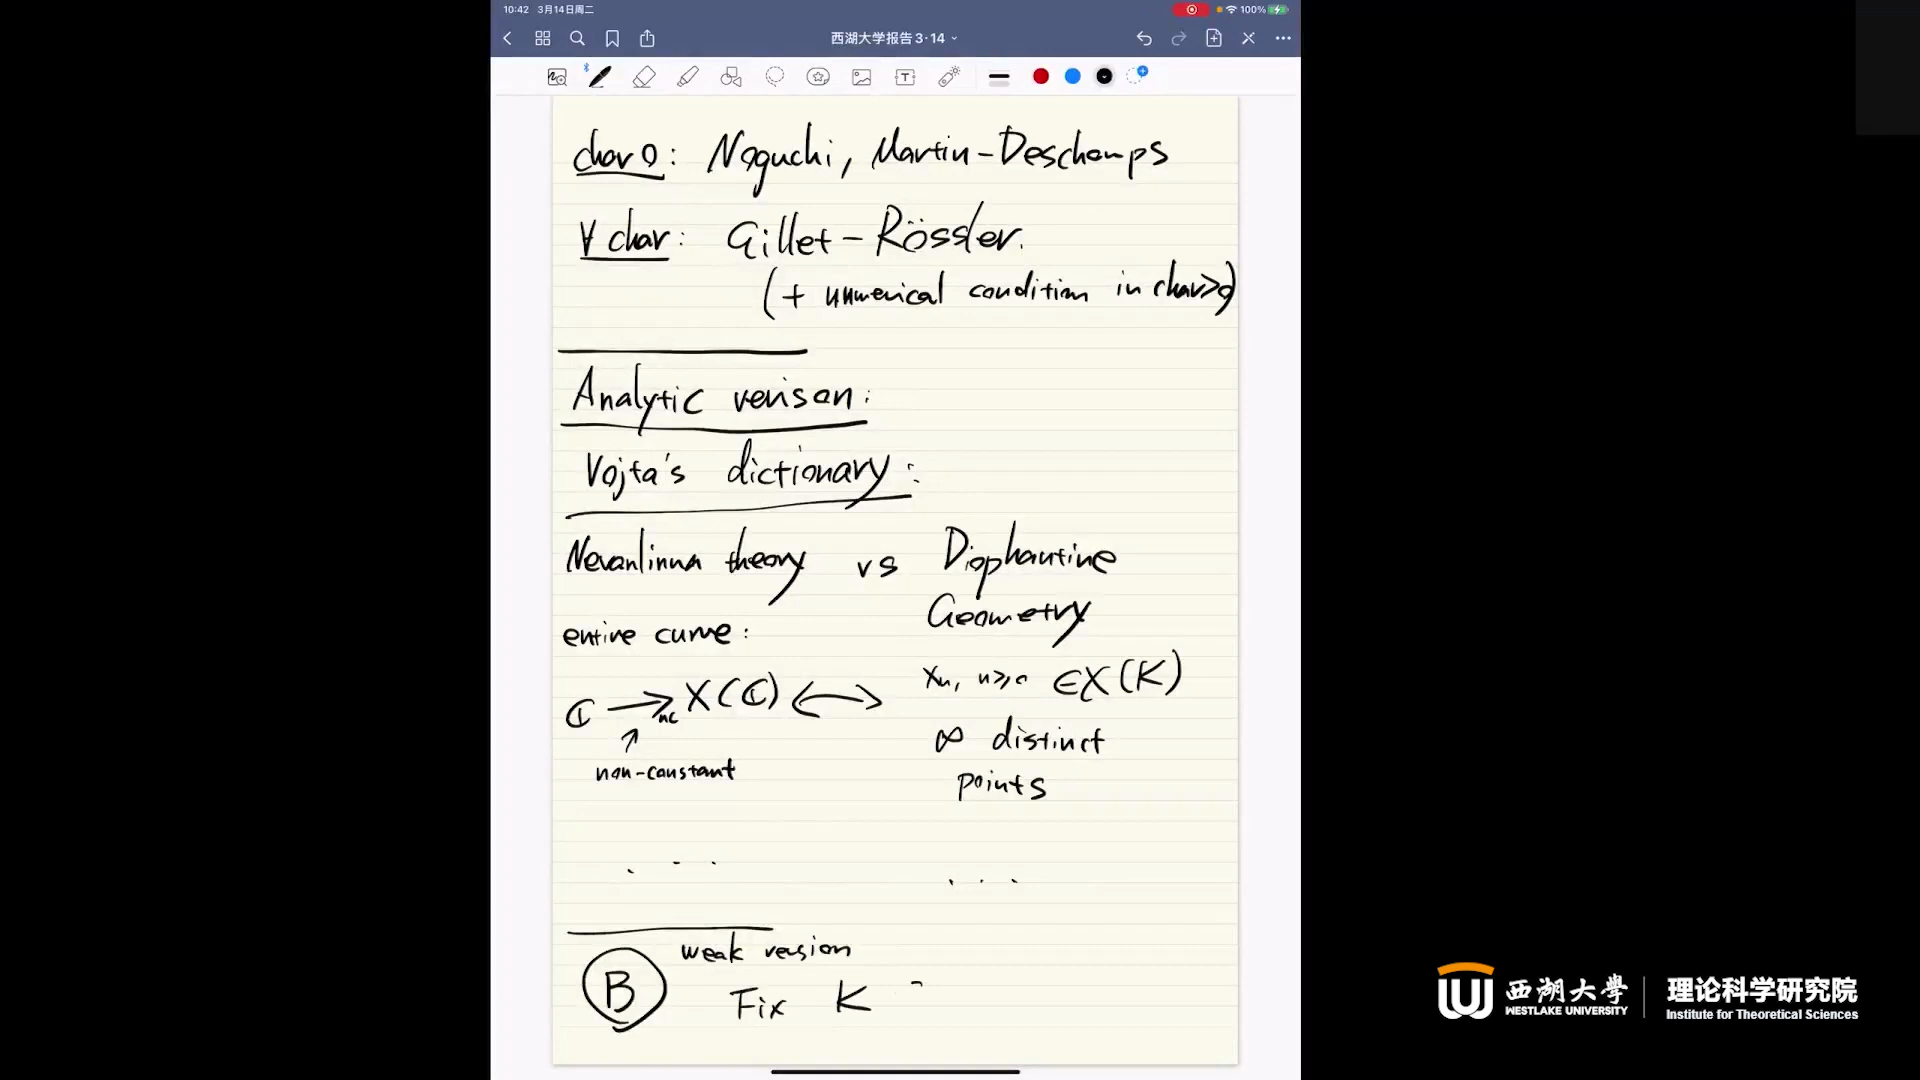 10:42 3月14日周二
100%
西湖大学报告3·14
char 0: Noguchi, Martin-Deschamps
∀ char: Gillet-Rössler.
(+ numerical condition in char>0)
Analytic verison:
Vojta's dictionary:
Nevanlinna theory vs Diophantine
Geometry
entire curve:
ℂ →nc X(ℂ) ↔ xn, n≥0 ∈X(K)
∞ distinct
non-constant
points
. . .
. . .
weak version
B
Fix K
西湖大学
WESTLAKE UNIVERSITY
理论科学研究院
Institute for Theoretical Sciences